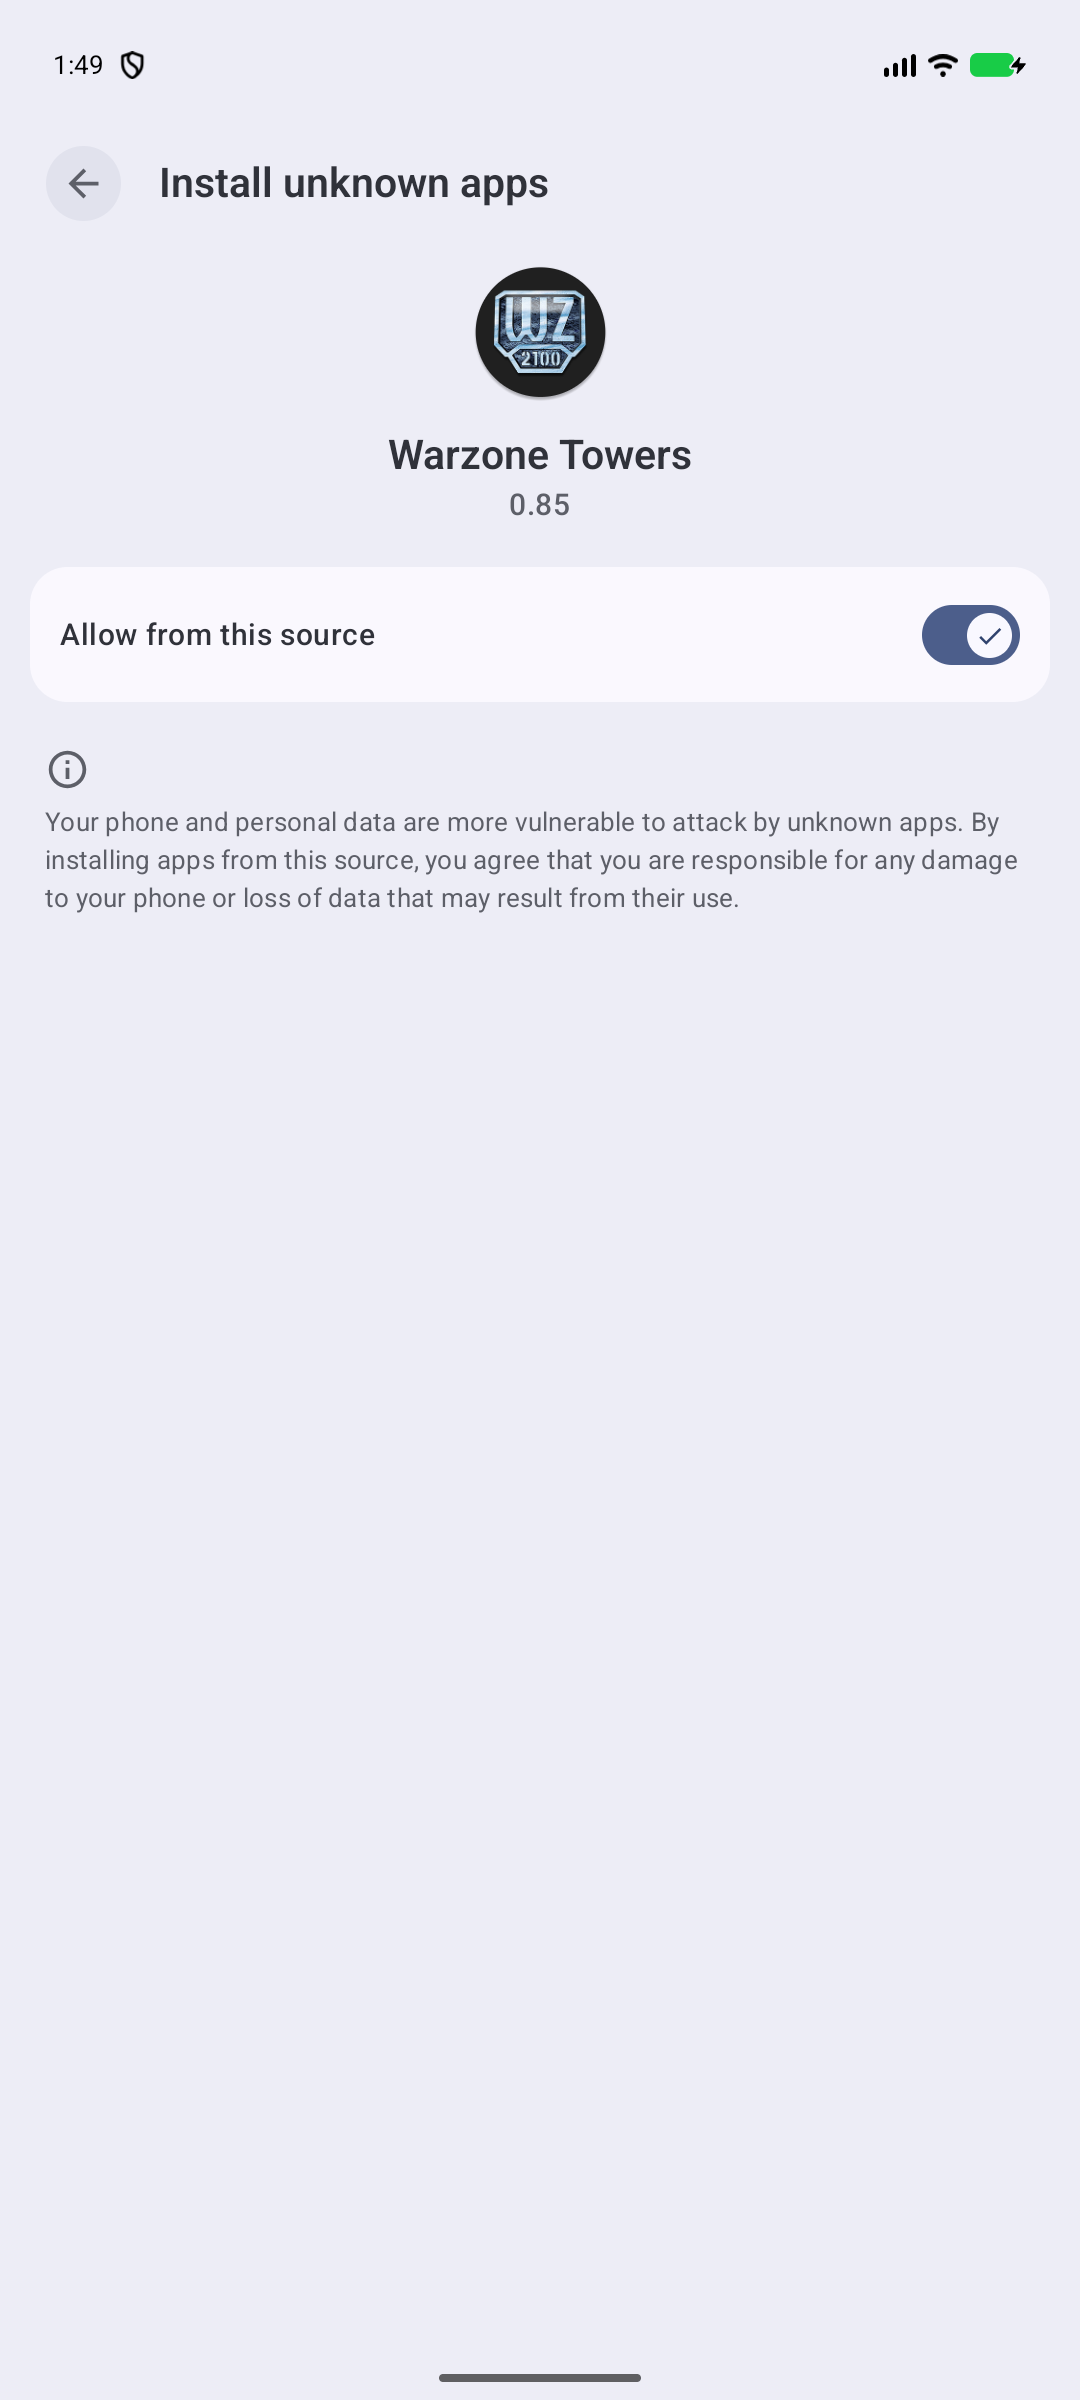 1:49
Install unknown apps
WZ
2100
Warzone Towers
0.85
Allow from this source
Your phone and personal data are more vulnerable to attack by unknown apps. By
installing apps from this source, you agree that you are responsible for any damage
to your phone or loss of data that may result from their use.